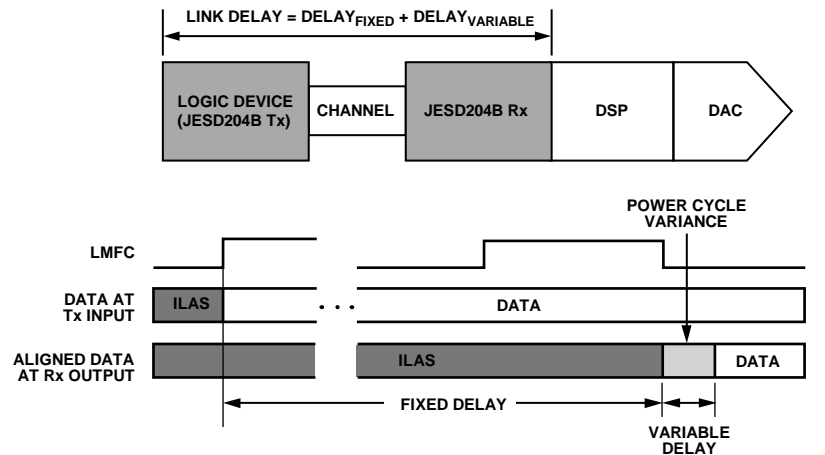 LINK DELAY = DELAYFIXED + DELAYVARIABLE
LOGIC DEVICE
(JESD204B Tx)
CHANNEL
JESD204B Rx
DSP
DAC
POWER CYCLE
VARIANCE
LMFC
DATA AT
Tx INPUT
ILAS
. . .
DATA
ALIGNED DATA
AT Rx OUTPUT
ILAS
DATA
FIXED DELAY
VARIABLE
DELAY